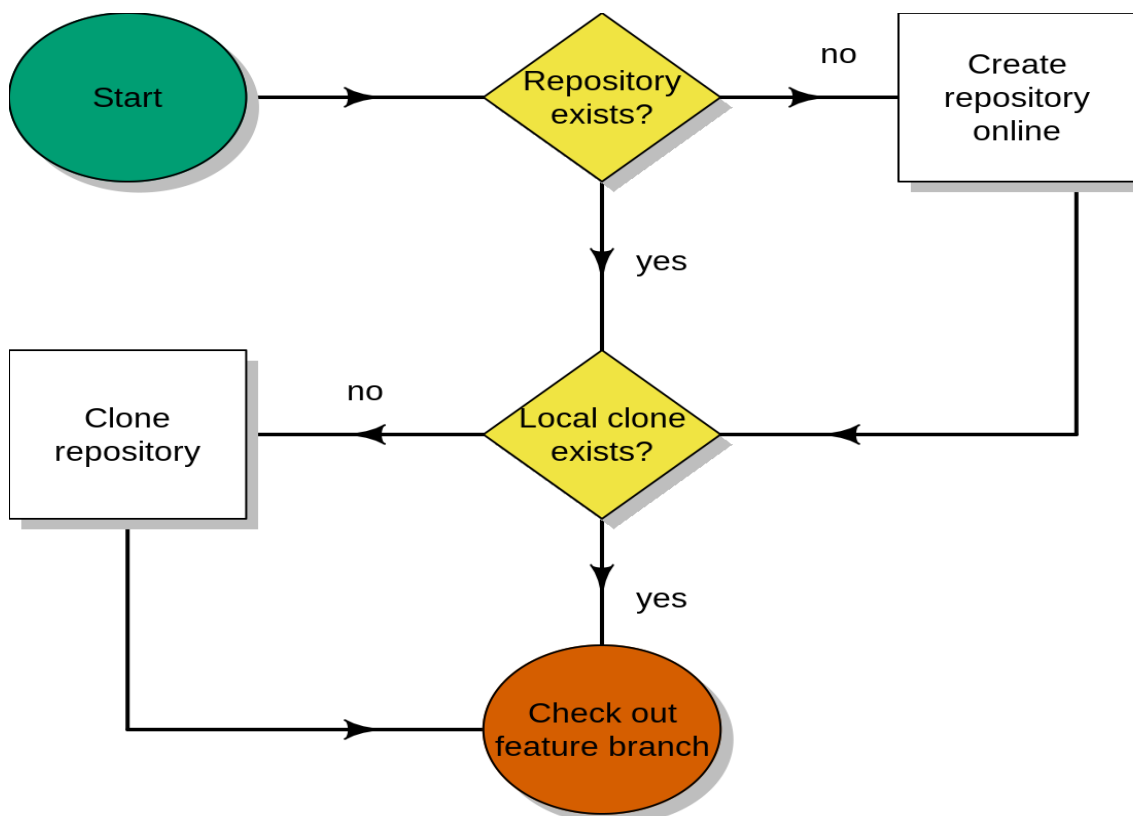 Start
Repository
exists?
no
Create
repository
online
yes
Clone
repository
no
Local clone
exists?
yes
Check out
feature branch